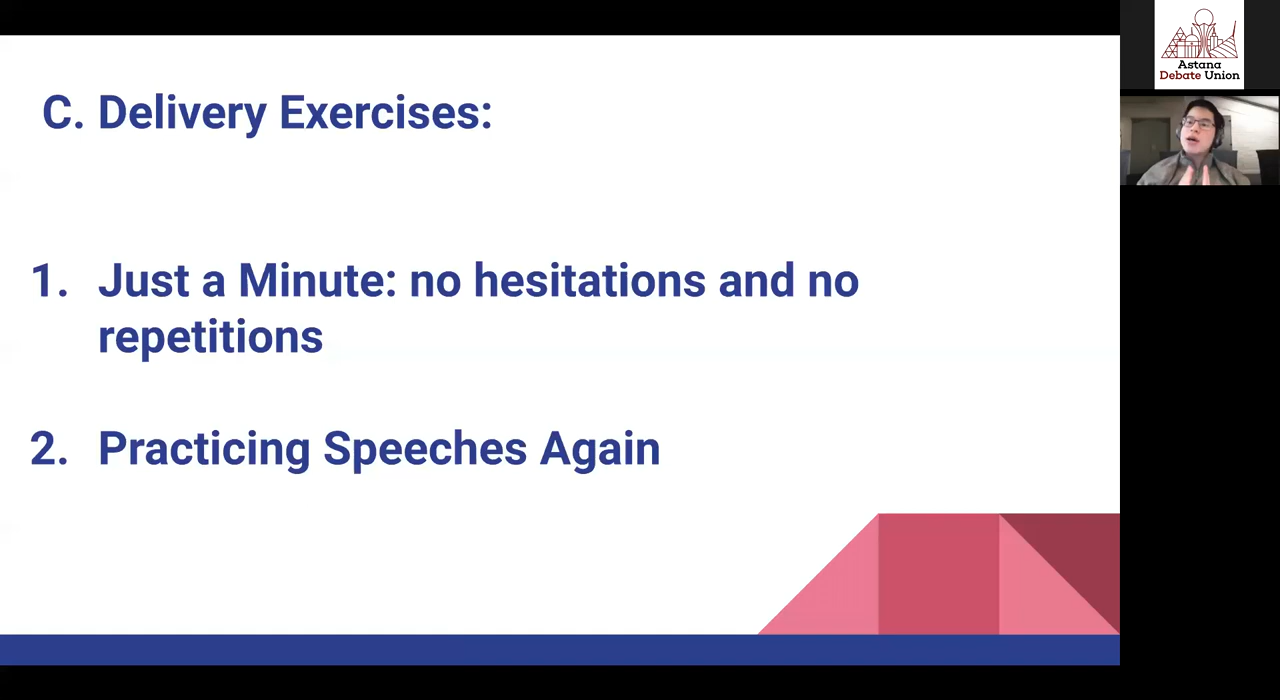 C. Delivery Exercises:
1. Just a Minute: no hesitations and no
repetitions
2. Practicing Speeches Again
Astana
Debate Union